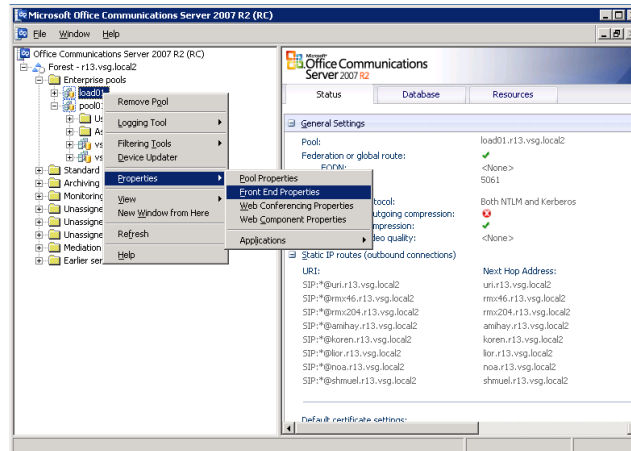 Microsoft Office Communications Server 2007 R2 (RC)
File Window Help
Office Communications Server 2007 R2 (RC)
Forest - r13.vsg.local2
Enterprise pools
load01
pool01
Us
As
vs
vs
Standard
Archiving
Monitoring
Unassigne
Unassigne
Unassigne
Mediation
Earlier ser
Remove Pool
Logging Tool
Filtering Tools
Device Updater
Properties
View
New Window from Here
Refresh
Help
Pool Properties
Front End Properties
Web Conferencing Properties
Web Component Properties
Applications
Microsoft
Office Communications
Server 2007 R2
Status Database Resources
General Settings
Pool: load01.r13.vsg.local2
Federation or global route:
FQDN: <None>
5061
tocol: Both NTLM and Kerberos
utgoing compression:
mpression:
eo quality: <None>
Static IP routes (outbound connections)
URI: Next Hop Address:
SIP:*@uri.r13.vsg.local2 uri.r13.vsg.local2
SIP:*@rmx46.r13.vsg.local2 rmx46.r13.vsg.local2
SIP:*@rmx204.r13.vsg.local2 rmx204.r13.vsg.local2
SIP:*@amihay.r13.vsg.local2 amihay.r13.vsg.local2
SIP:*@koren.r13.vsg.local2 koren.r13.vsg.local2
SIP:*@lior.r13.vsg.local2 lior.r13.vsg.local2
SIP:*@noa.r13.vsg.local2 noa.r13.vsg.local2
SIP:*@shmuel.r13.vsg.local2 shmuel.r13.vsg.local2
Default certificate settings: